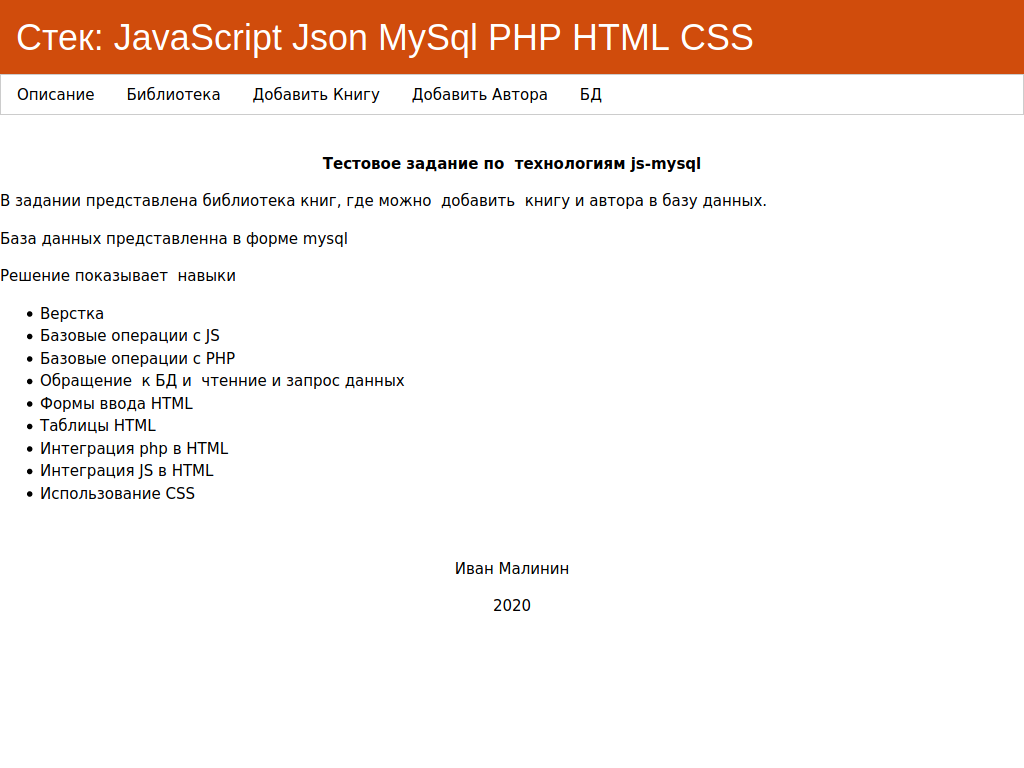 Стек: JavaScript Json MySql PHP HTML CSS
Описание Библиотека Добавить Книгу Добавить Автора БД
Тестовое задание по  технологиям js-mysql
В задании представлена библиотека книг, где можно  добавить  книгу и автора в базу данных.
База данных представленна в форме mysql
Решение показывает  навыки
• Верстка
• Базовые операции с JS
• Базовые операции с PHP
• Обращение  к БД и  чтенние и запрос данных
• Формы ввода HTML
• Таблицы HTML
• Интеграция php в HTML
• Интеграция JS в HTML
• Использование CSS
Иван Малинин
2020